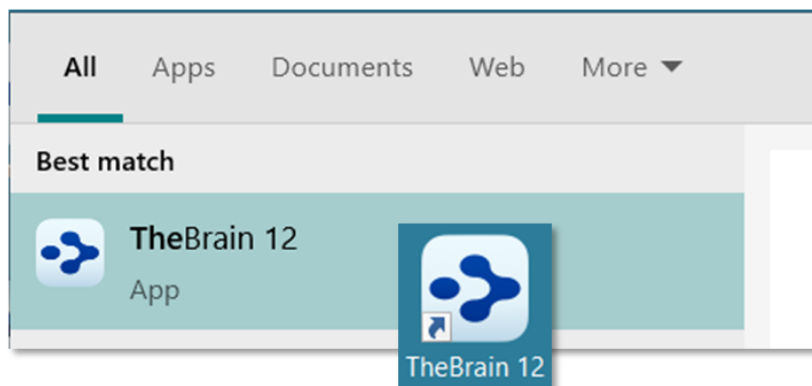 All Apps Documents Web More
Best match
TheBrain 12
App
TheBrain 12